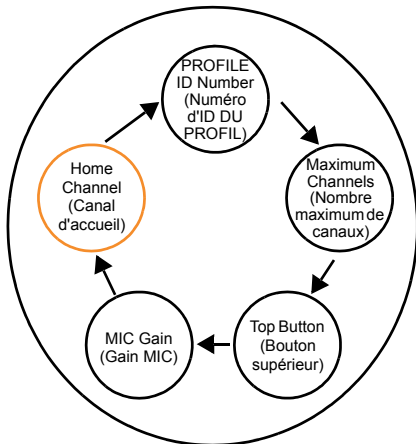 PROFILE
ID Number
(Numéro
d'ID DU
PROFIL)
Maximum
Channels
(Nombre
maximum de
canaux)
Top Button
(Bouton
supérieur)
MIC Gain
(Gain MIC)
Home
Channel
(Canal
d'accueil)